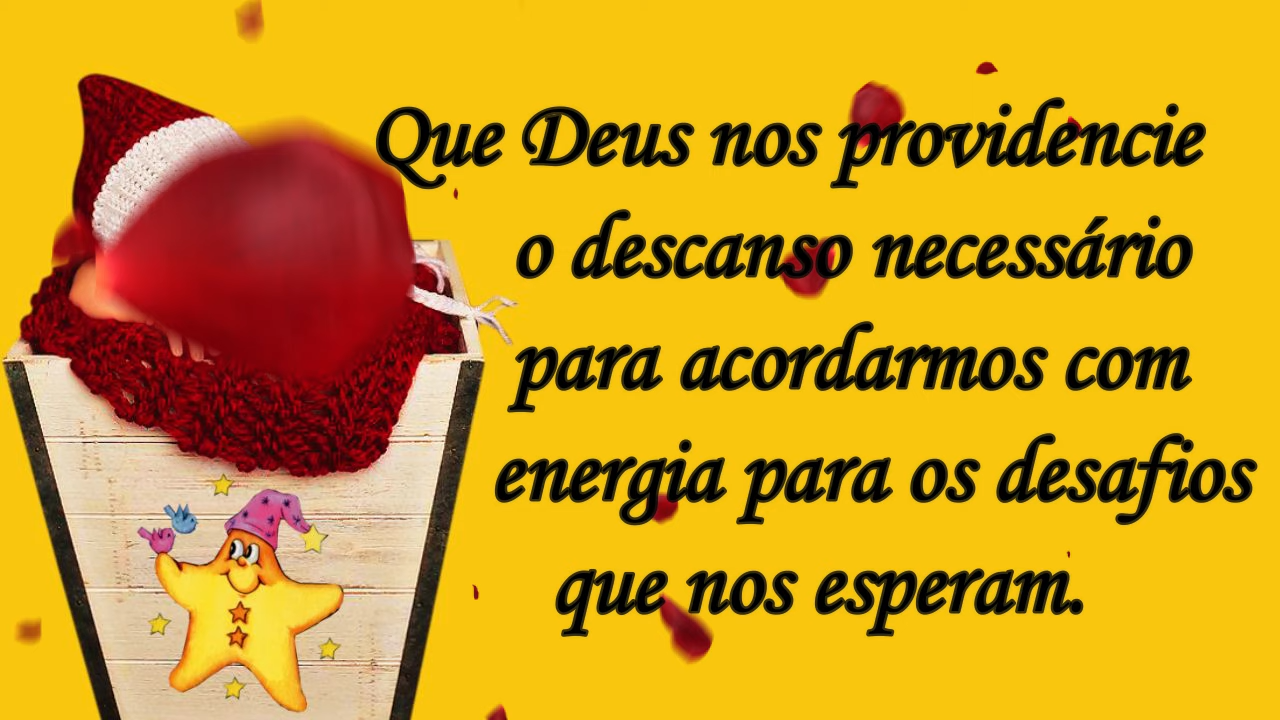 Que Deus nos providencie
o descanso necessário
para acordarmos com
energia para os desafios
que nos esperam.